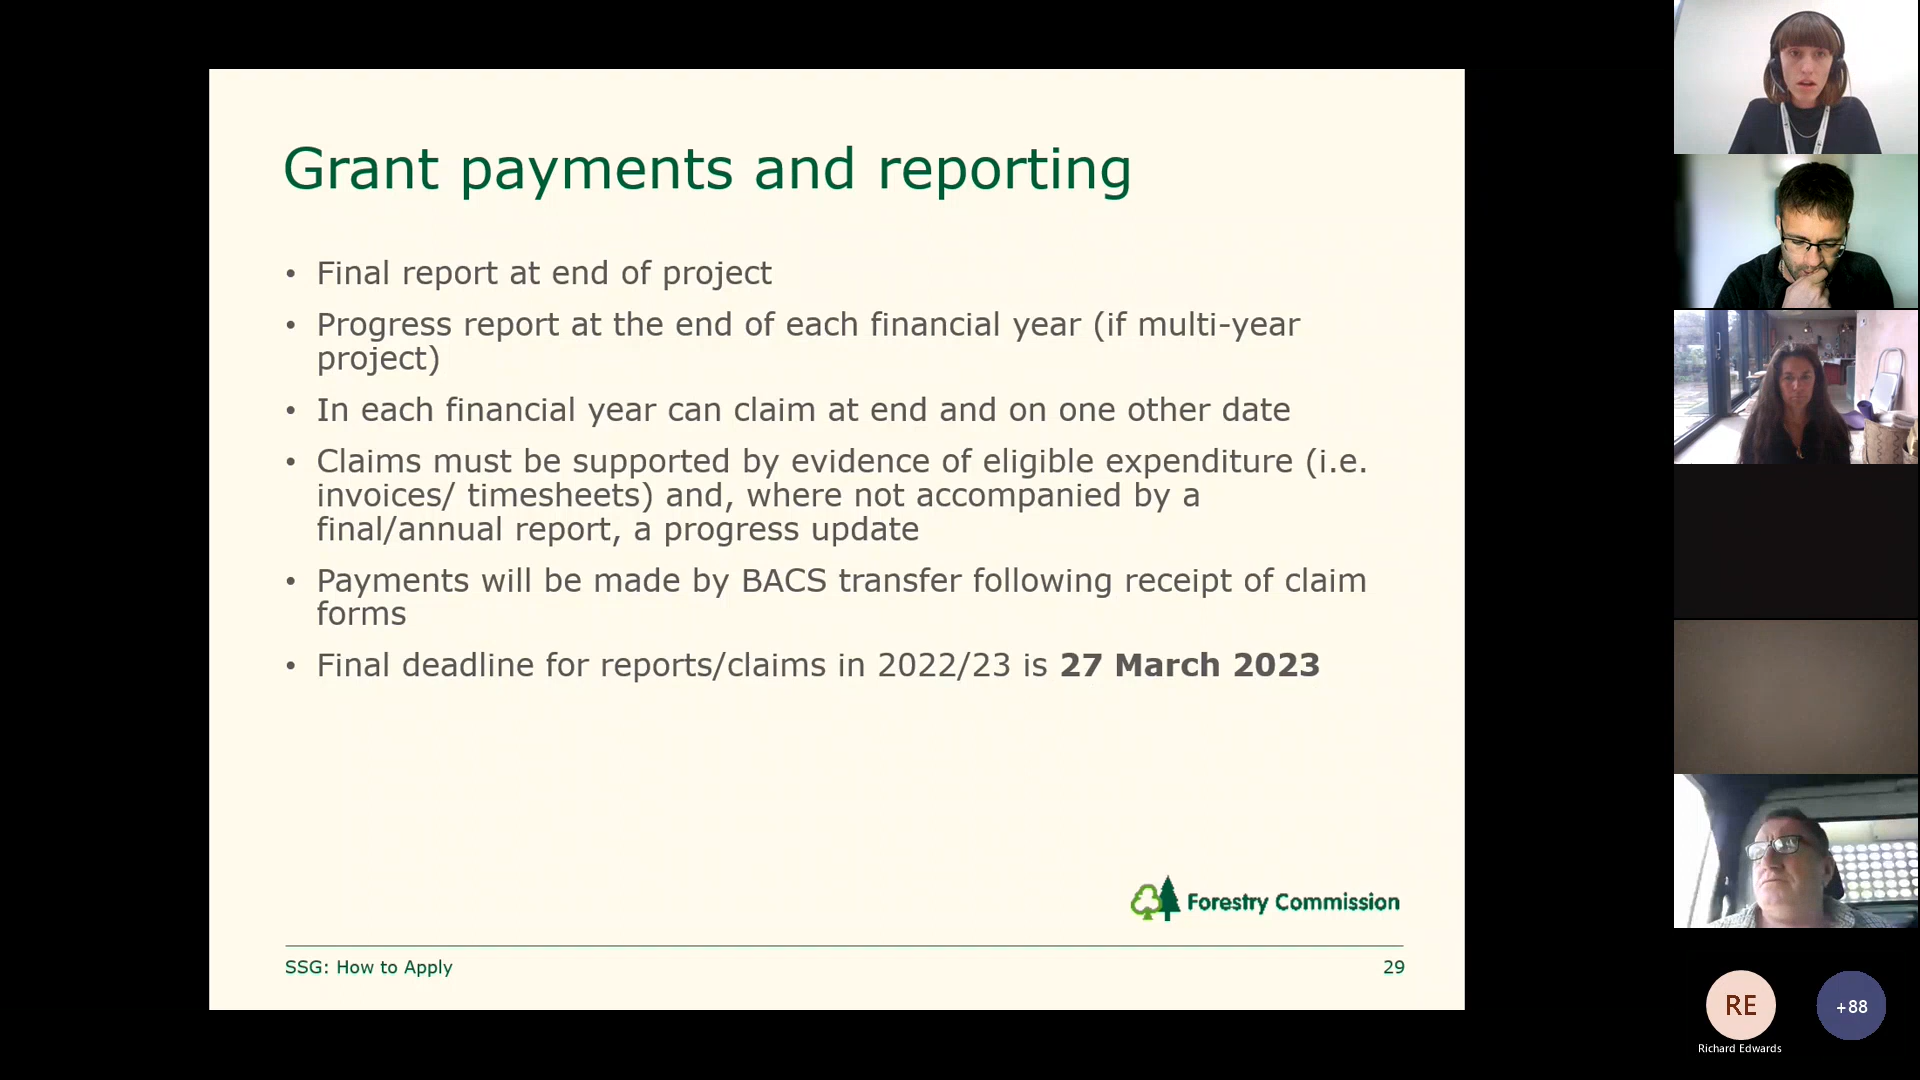 Grant payments and reporting
• Final report at end of project
• Progress report at the end of each financial year (if multi-year
project)
• In each financial year can claim at end and on one other date
• Claims must be supported by evidence of eligible expenditure (i.e.
invoices/ timesheets) and, where not accompanied by a
final/annual report, a progress update
• Payments will be made by BACS transfer following receipt of claim
forms
• Final deadline for reports/claims in 2022/23 is 27 March 2023
Forestry Commission
SSG: How to Apply
29
RE
+88
Richard Edwards